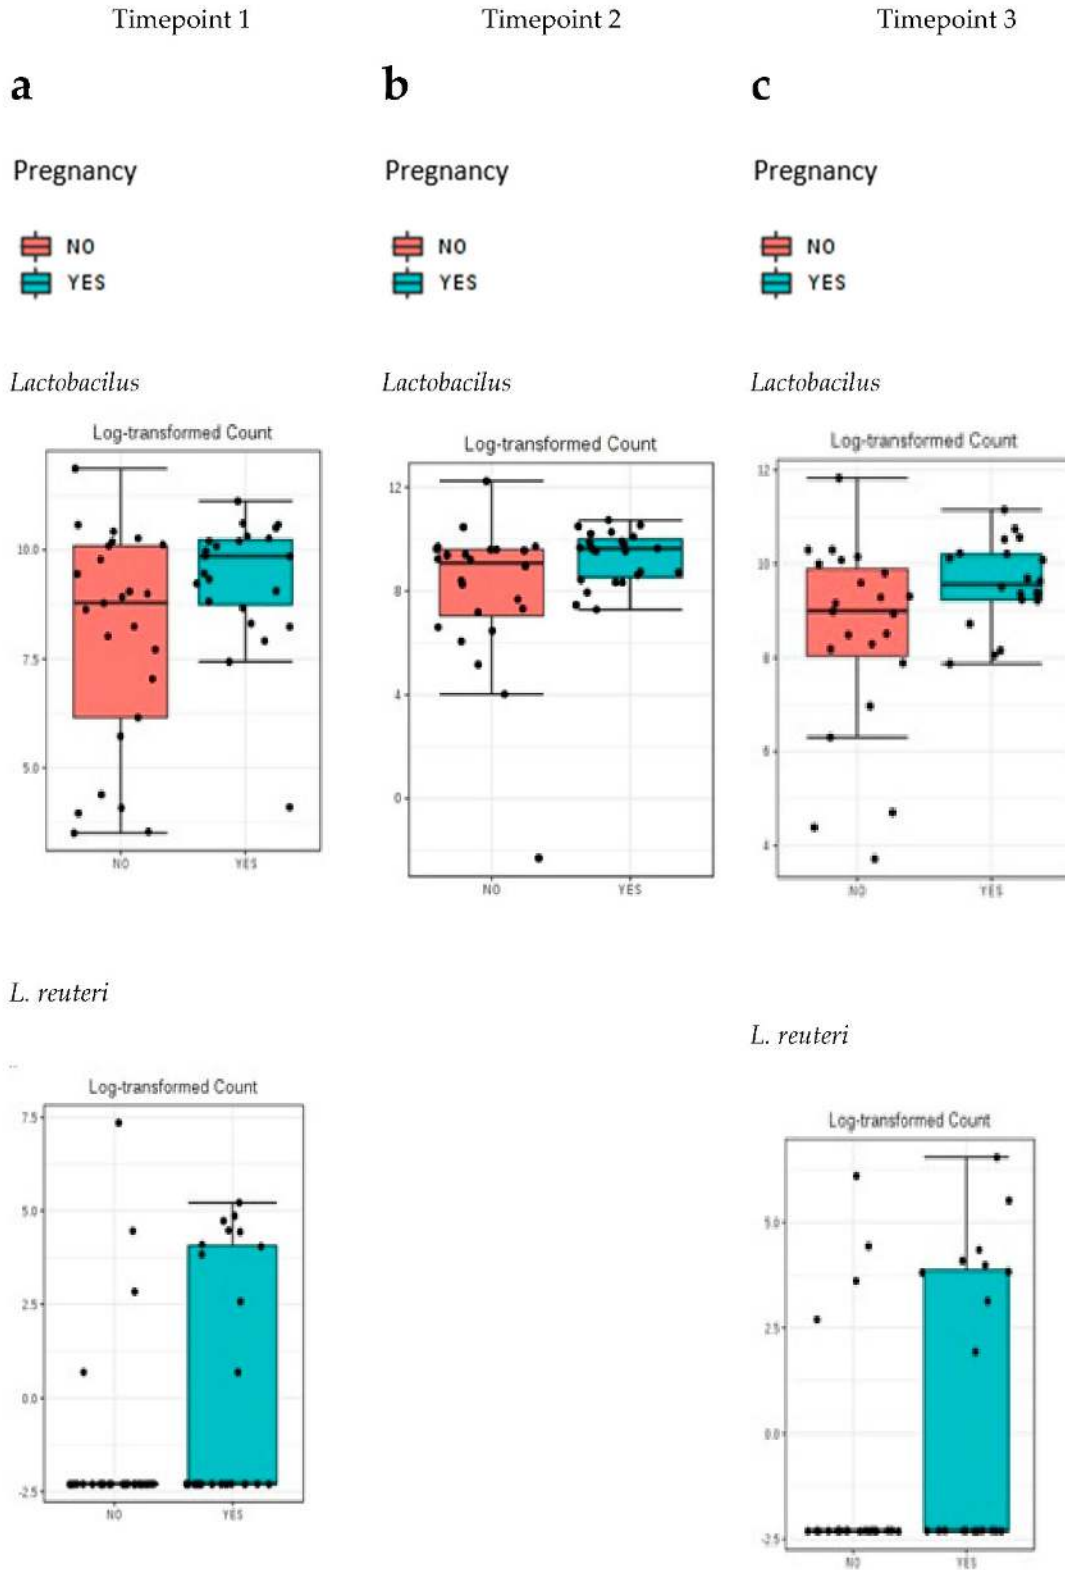 Timepoint 1
Timepoint 2
Timepoint 3
a
b
c
Pregnancy
NO
YES
Pregnancy
NO
YES
Pregnancy
NO
YES
Lactobacilus
Log-transformed Count
10.0
7.5
5.0
NO
YES
Lactobacilus
Log-transformed Count
12
8
4
0
NO
YES
Lactobacilus
Log-transformed Count
12
10
8
6
4
NO
YES
L. reuteri
Log-transformed Count
7.5
5.0
2.5
0.0
-2.5
NO
YES
L. reuteri
Log-transformed Count
5.0
2.5
0.0
-2.5
NO
YES